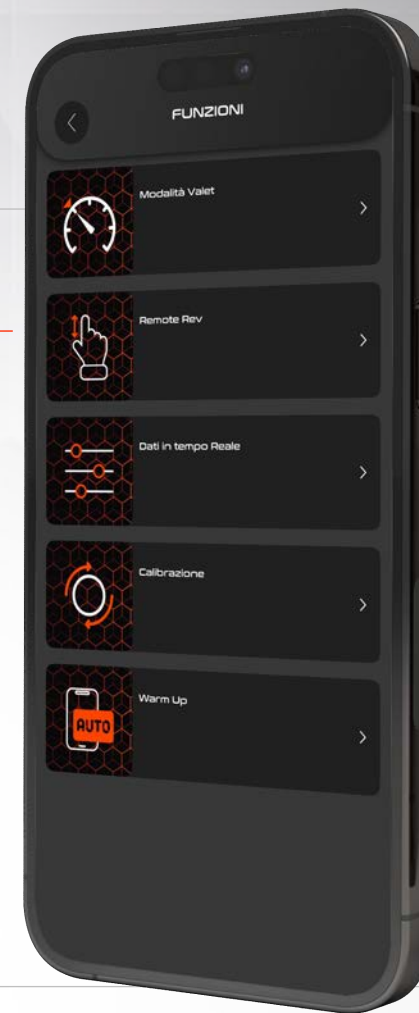 FUNZIONI
Modalità Valet
Remote Rev
Dati in tempo Reale
Calibrazione
Warm Up
AUTO